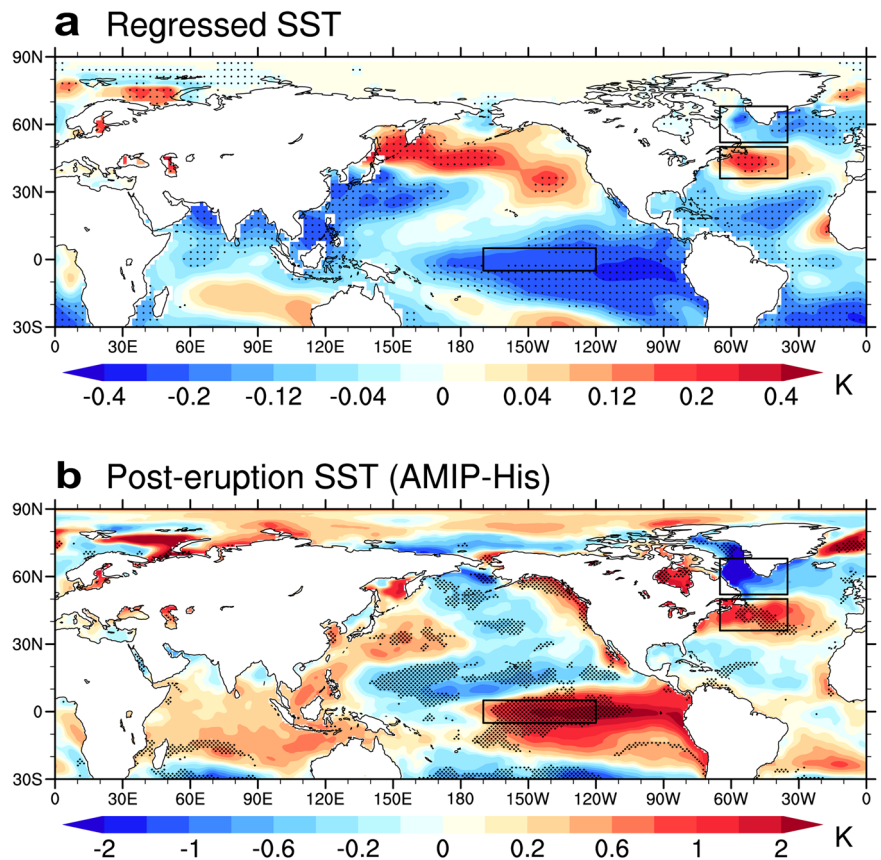 a Regressed SST
90N
60N
30N
0
30S
0 30E 60E 90E 120E 150E 180 150W 120W 90W 60W 30W 0
-0.4 -0.2 -0.12 -0.04 0 0.04 0.12 0.2 0.4 K
b Post-eruption SST (AMIP-His)
90N
60N
30N
0
30S
0 30E 60E 90E 120E 150E 180 150W 120W 90W 60W 30W 0
-2 -1 -0.6 -0.2 0 0.2 0.6 1 2 K